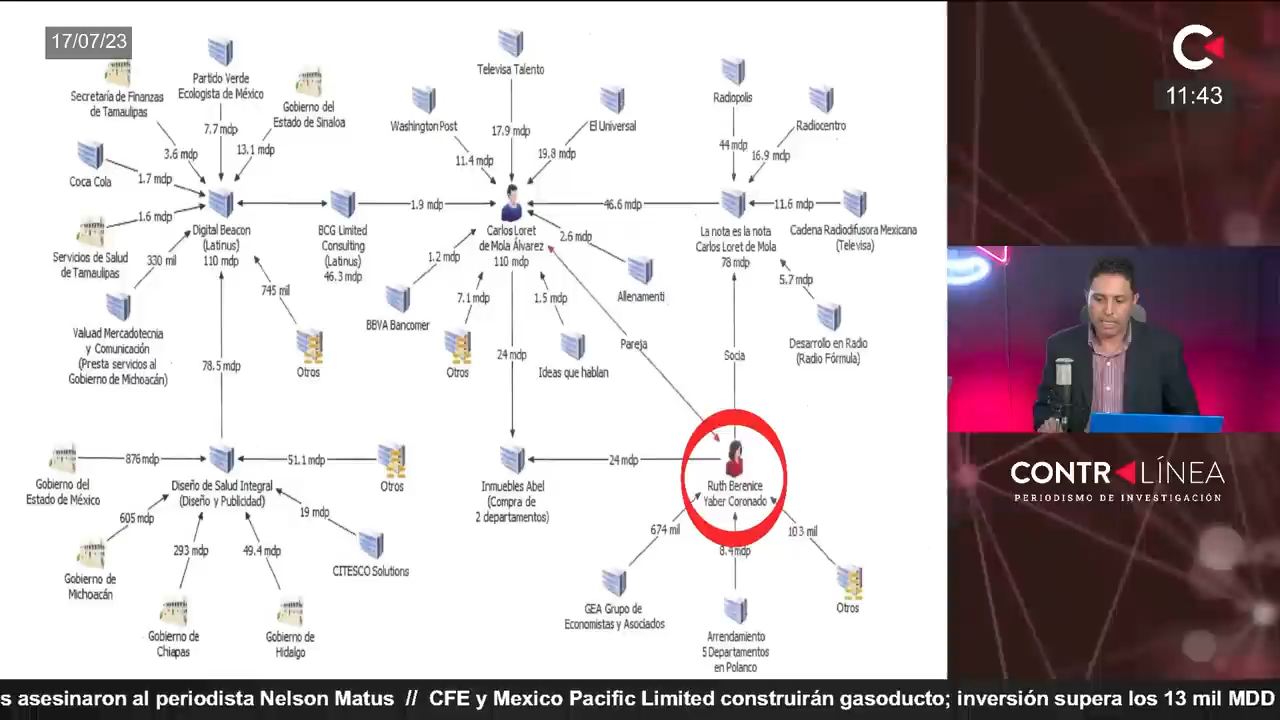 17/07/23
Televisa Talento
Partido Verde
Ecologista de México
Secretaría de Finanzas
de Tamaulipas
Gobierno del
Estado de Sinaloa
Washington Post
El Universal
Radiopolis
Radiocentro
7.7 mdp
13.1 mdp
3.6 mdp
17.9 mdp
11.4 mdp
19.8 mdp
44 mdp
16.9 mdp
Coca Cola
1.7 mdp
1.6 mdp
1.9 mdp
46.6 mdp
11.6 mdp
Digital Beacon
(Latinus)
110 mdp
BCG Limited
Consulting
(Latinus)
46.3 mdp
Carlos Loret
de Mola Álvarez
110 mdp
2.6 mdp
La nota es la nota
Carlos Loret de Mola
78 mdp
Cadena Radiodifusora Mexicana
(Televisa)
Servicios de Salud
de Tamaulipas
330 mil
745 mil
1.2 mdp
7.1 mdp
1.5 mdp
Allenamenti
5.7 mdp
Valuad Mercadotecnia
y Comunicación
(Presta servicios al
Gobierno de Michoacán)
Otros
BBVA Bancomer
Otros
Ideas que hablan
Desarrollo en Radio
(Radio Fórmula)
78.5 mdp
24 mdp
Pareja
Socia
876 mdp
51.1 mdp
24 mdp
Gobierno del
Estado de México
Diseño de Salud Integral
(Diseño y Publicidad)
Otros
Inmuebles Abel
(Compra de
2 departamentos)
Ruth Berenice
Yaber Coronado
605 mdp
293 mdp
49.4 mdp
19 mdp
674 mil
8.4 mdp
103 mil
Gobierno de
Michoacán
CITESCO Solutions
Gobierno de
Chiapas
Gobierno de
Hidalgo
GEA Grupo de
Economistas y Asociados
Arrendamiento
5 Departamentos
en Polanco
Otros
C
11:43
CONTRLÍNEA
PERIODISMO DE INVESTIGACIÓN
s asesinaron al periodista Nelson Matus // CFE y Mexico Pacific Limited construirán gasoducto; inversión supera los 13 mil MDD